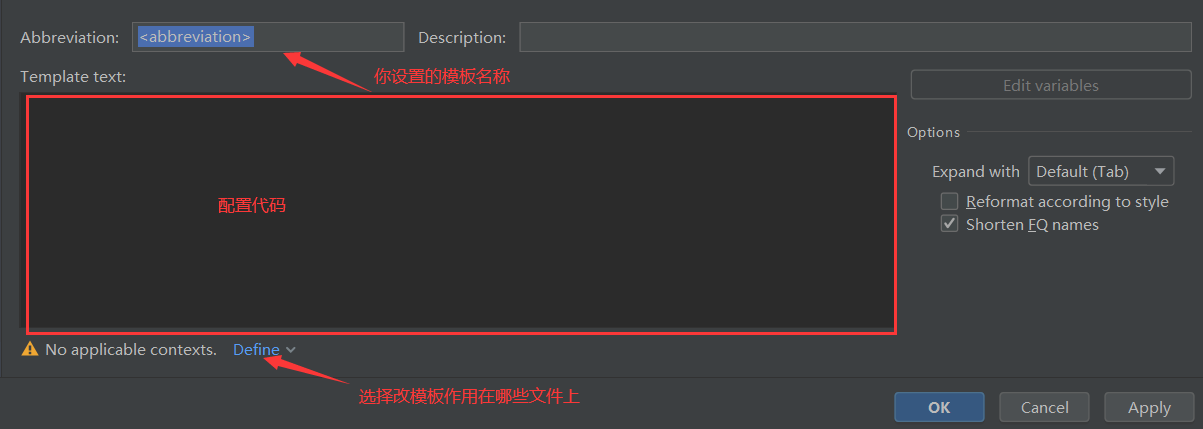 Abbreviation: <abbreviation> Description:
你设置的模板名称
Template text:
Edit variables
Options
Expand with Default (Tab)
Reformat according to style
Shorten FQ names
配置代码
No applicable contexts. Define
选择改模板作用在哪些文件上
OK Cancel Apply